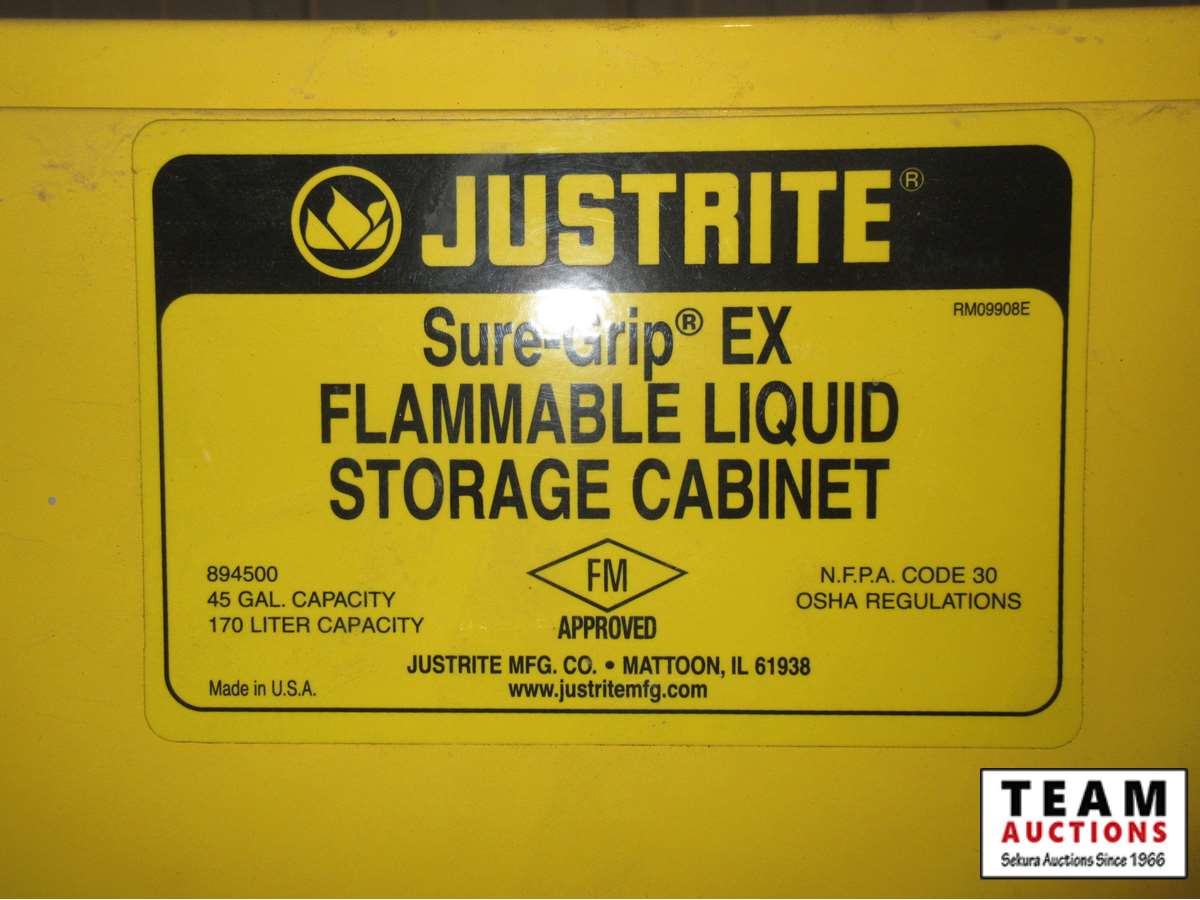 JUSTRITE®
RM09908E
Sure-Grip® EX
FLAMMABLE LIQUID
STORAGE CABINET
894500
45 GAL. CAPACITY
170 LITER CAPACITY
FM
APPROVED
N.F.P.A. CODE 30
OSHA REGULATIONS
JUSTRITE MFG. CO. • MATTOON, IL 61938
www.justritemfg.com
Made in U.S.A.
TEAM
AUCTIONS
Sekura Auctions Since 1966